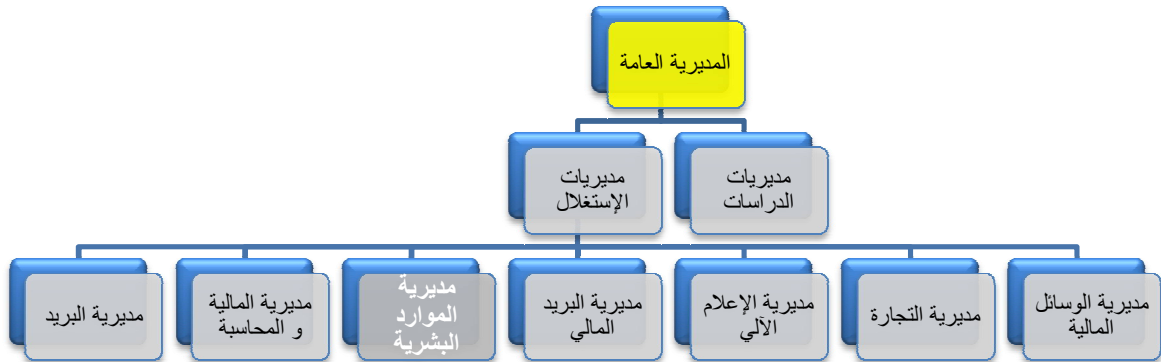 المديرية العامة
مديريات
الدراسات
مديريات
الإستغلال
مديرية الوسائل
المالية
مديرية التجارة
مديرية الإعلام
الآلي
مديرية البريد
المالي
مديرية
الموارد
البشرية
مديرية المالية
و المحاسبة
مديرية البريد